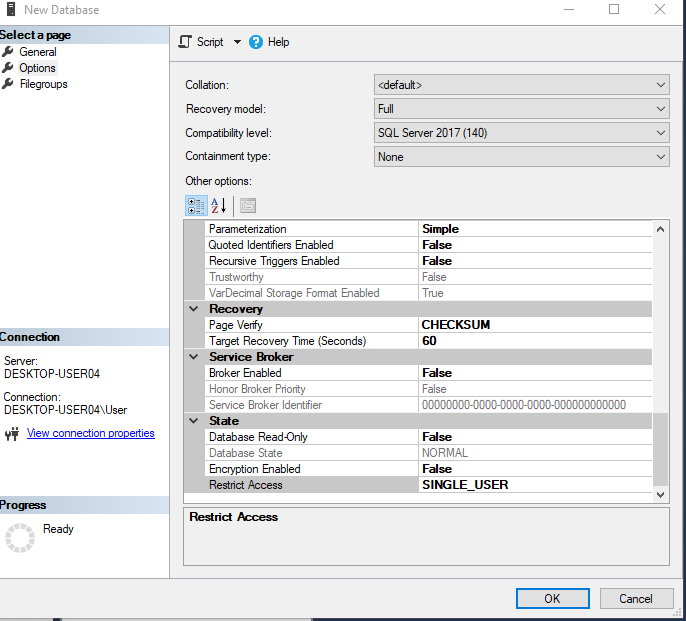 New Database
Select a page
General
Options
Filegroups
Script
Help
Collation: <default>
Recovery model: Full
Compatibility level: SQL Server 2017 (140)
Containment type: None
Other options:
Parameterization Simple
Quoted Identifiers Enabled False
Recursive Triggers Enabled False
Trustworthy False
VarDecimal Storage Format Enabled True
Recovery
Page Verify CHECKSUM
Target Recovery Time (Seconds) 60
Service Broker
Broker Enabled False
Honor Broker Priority False
Service Broker Identifier 00000000-0000-0000-0000-000000000000
State
Database Read-Only False
Database State NORMAL
Encryption Enabled False
Restrict Access SINGLE_USER
Restrict Access
Connection
Server:
DESKTOP-USER04
Connection:
DESKTOP-USER04\User
View connection properties
Progress
Ready
OK
Cancel